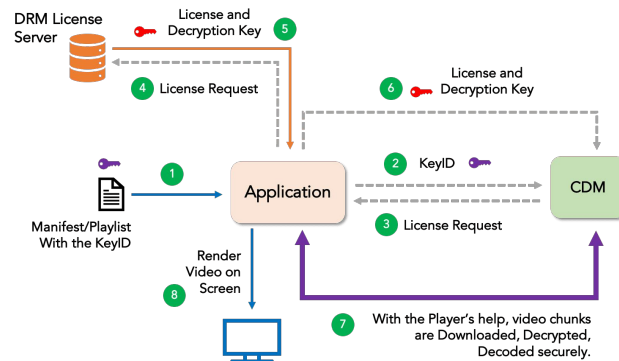 DRM License
Server
License and
Decryption Key
5
4
License Request
6
License and
Decryption Key
1
Manifest/Playlist
With the KeyID
Application
2
KeyID
3
License Request
CDM
Render
Video on
Screen
8
7
With the Player's help, video chunks
are Downloaded, Decrypted,
Decoded securely.